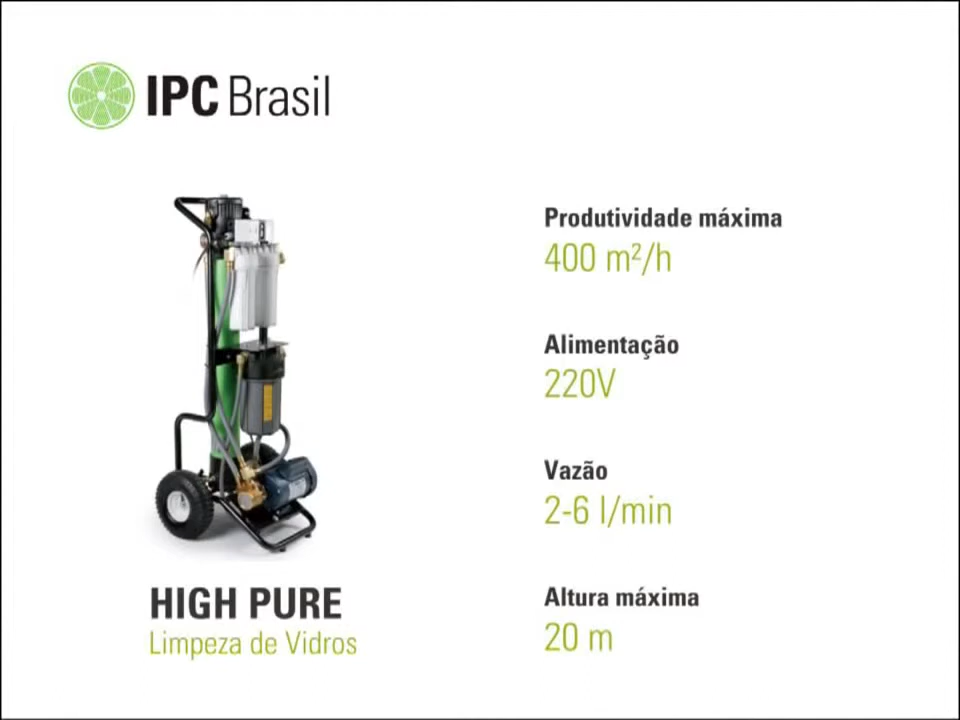 IPC Brasil
Produtividade máxima
400 m²/h
Alimentação
220V
Vazão
2-6 l/min
Altura máxima
20 m
HIGH PURE
Limpeza de Vidros